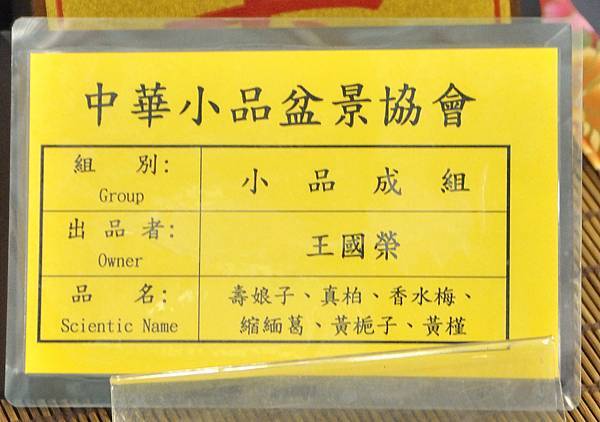 中華小品盆景協會
組 別:
Group
小 品 成 組
出 品 者:
Owner
王國榮
品 名:
Scientic Name
壽娘子、真柏、香水梅、
縮緬葛、黃梔子、黃槿